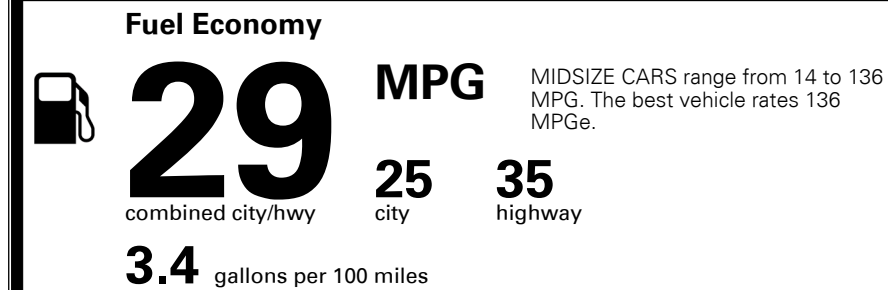 Fuel Economy
29 MPG
MIDSIZE CARS range from 14 to 136
MPG. The best vehicle rates 136
MPGe.
25 35
combined city/hwy city highway
3.4 gallons per 100 miles